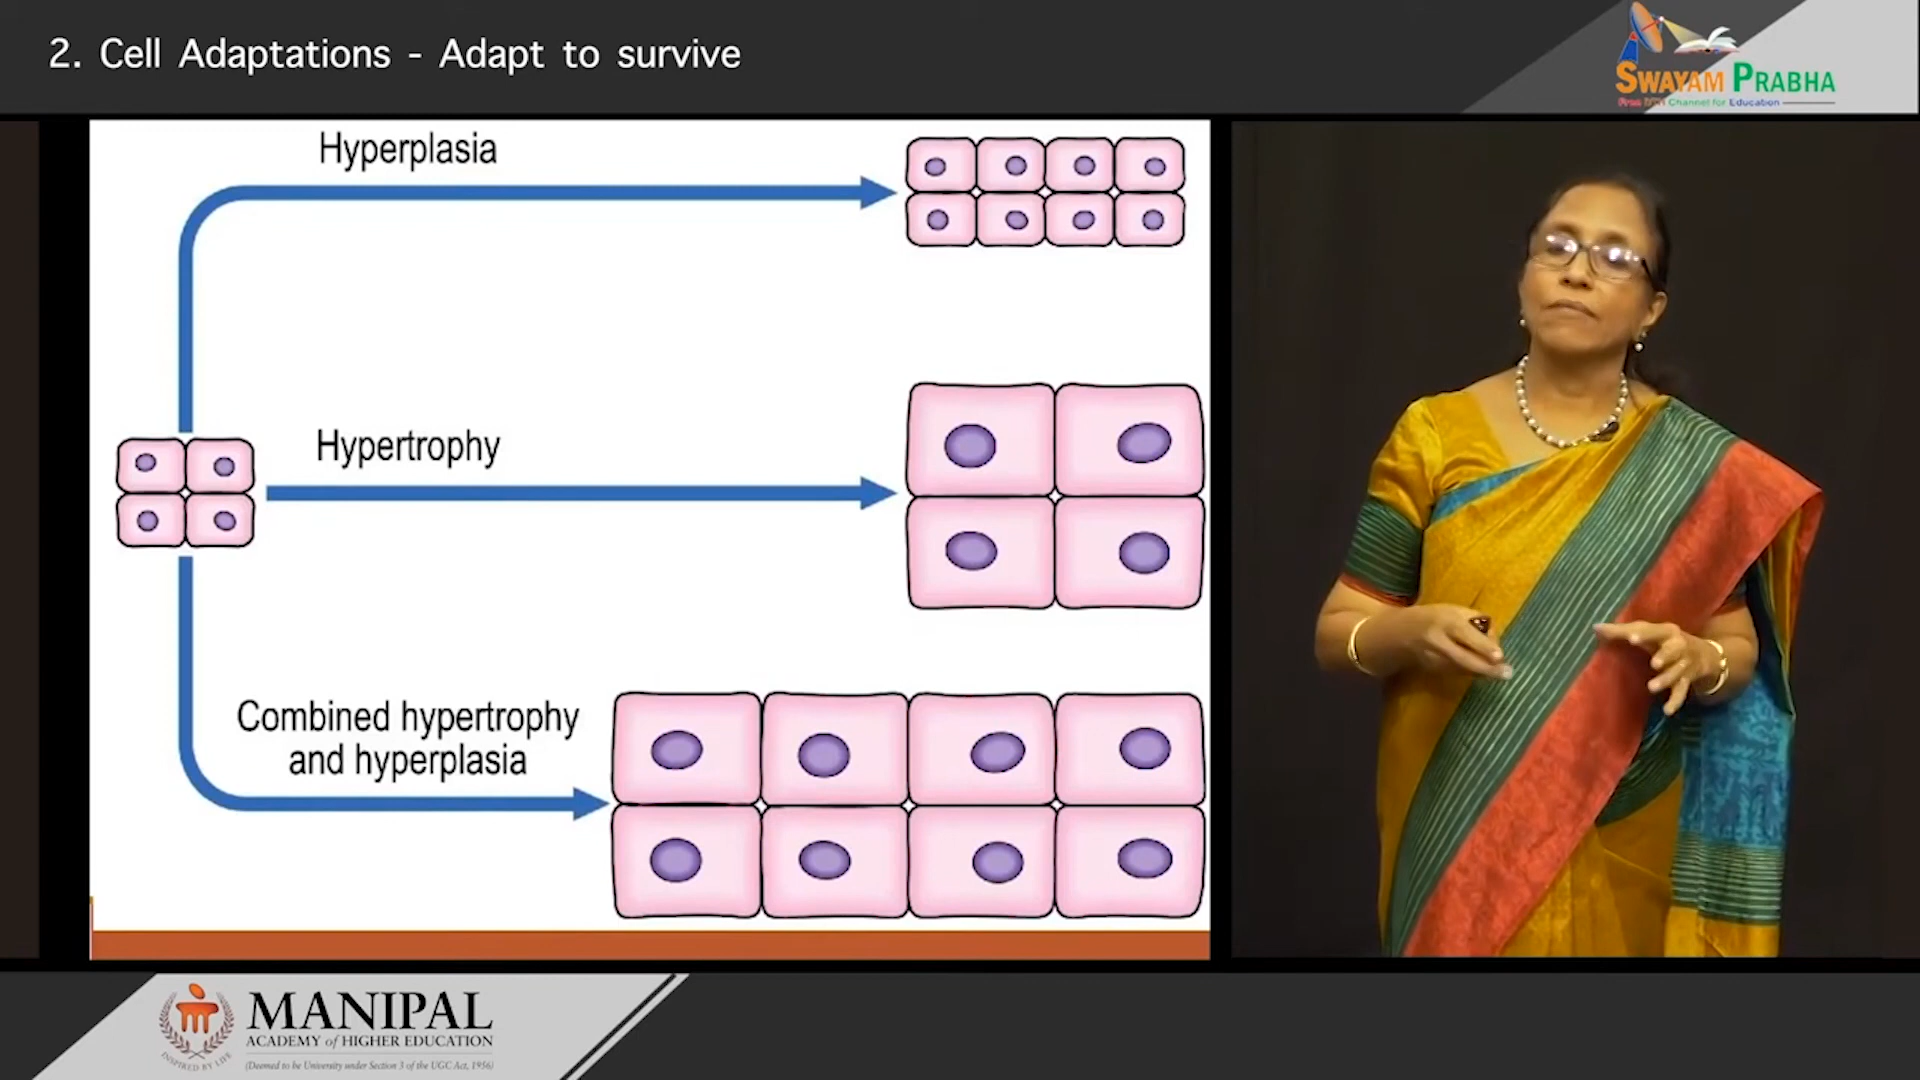 2. Cell Adaptations - Adapt to survive
SWAYAM PRABHA
Free DTH Channel for Education
Hyperplasia
Hypertrophy
Combined hypertrophy
and hyperplasia
MANIPAL
ACADEMY of HIGHER EDUCATION
(Deemed to be University under Section 3 of the UGC Act, 1956)
INSPIRED BY LIFE